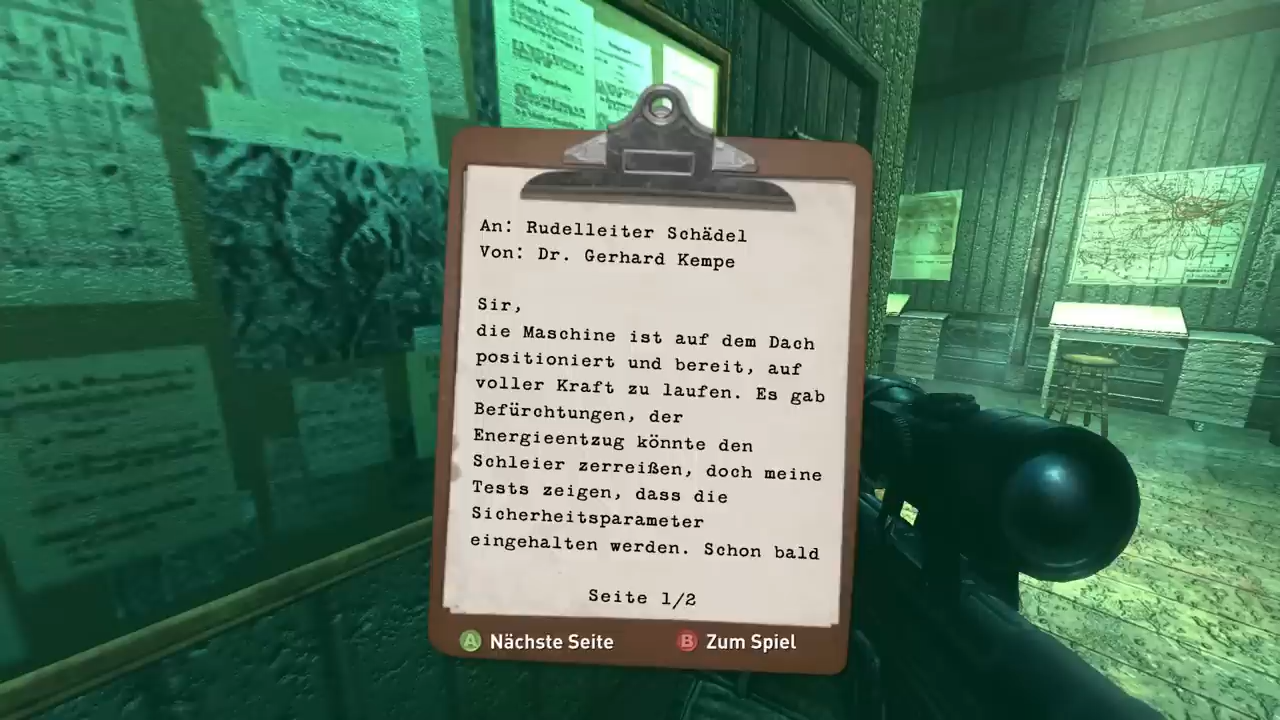 An: Rudelleiter Schädel
Von: Dr. Gerhard Kempe
Sir,
die Maschine ist auf dem Dach
positioniert und bereit, auf
voller Kraft zu laufen. Es gab
Befürchtungen, der
Energieentzug könnte den
Schleier zerreißen, doch meine
Tests zeigen, dass die
Sicherheitsparameter
eingehalten werden. Schon bald
Seite 1/2
A Nächste Seite
B Zum Spiel